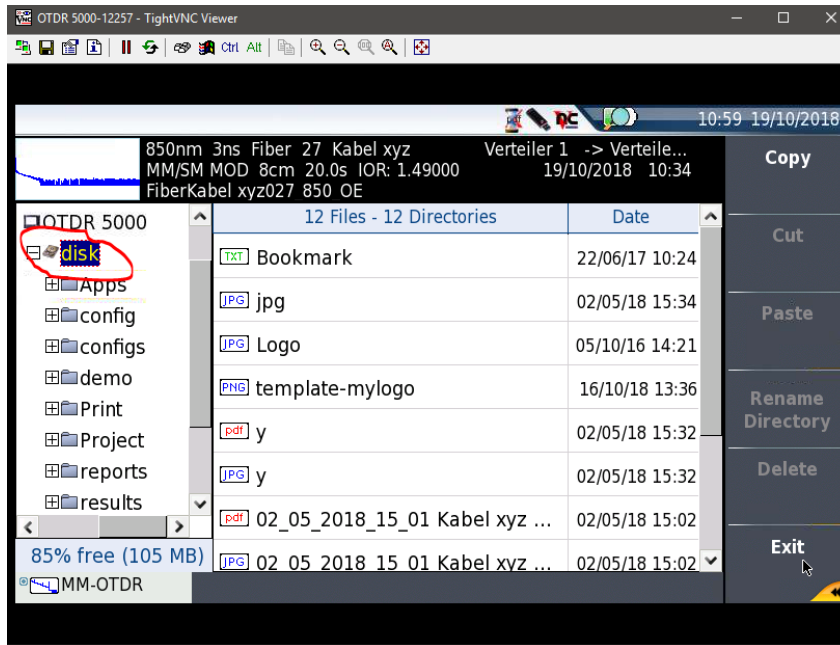 OTDR 5000-12257 - TightVNC Viewer
Ctrl Alt
pdf 10:59 19/10/2018
850nm 3ns Fiber 27 Kabel xyz Verteiler 1 -> Verteile...
MM/SM MOD 8cm 20.0s IOR: 1.49000 19/10/2018 10:34
FiberKabel xyz027 850 OE
OTDR 5000
disk
Apps
config
configs
demo
Print
Project
reports
results
85% free (105 MB)
MM-OTDR
12 Files - 12 Directories Date
TXT Bookmark 22/06/17 10:24
JPG jpg 02/05/18 15:34
JPG Logo 05/10/16 14:21
PNG template-mylogo 16/10/18 13:36
pdf y 02/05/18 15:32
JPG y 02/05/18 15:32
pdf 02_05_2018_15_01 Kabel xyz ... 02/05/18 15:02
JPG 02_05_2018_15_01 Kabel xyz ... 02/05/18 15:02
Copy
Cut
Paste
Rename
Directory
Delete
Exit